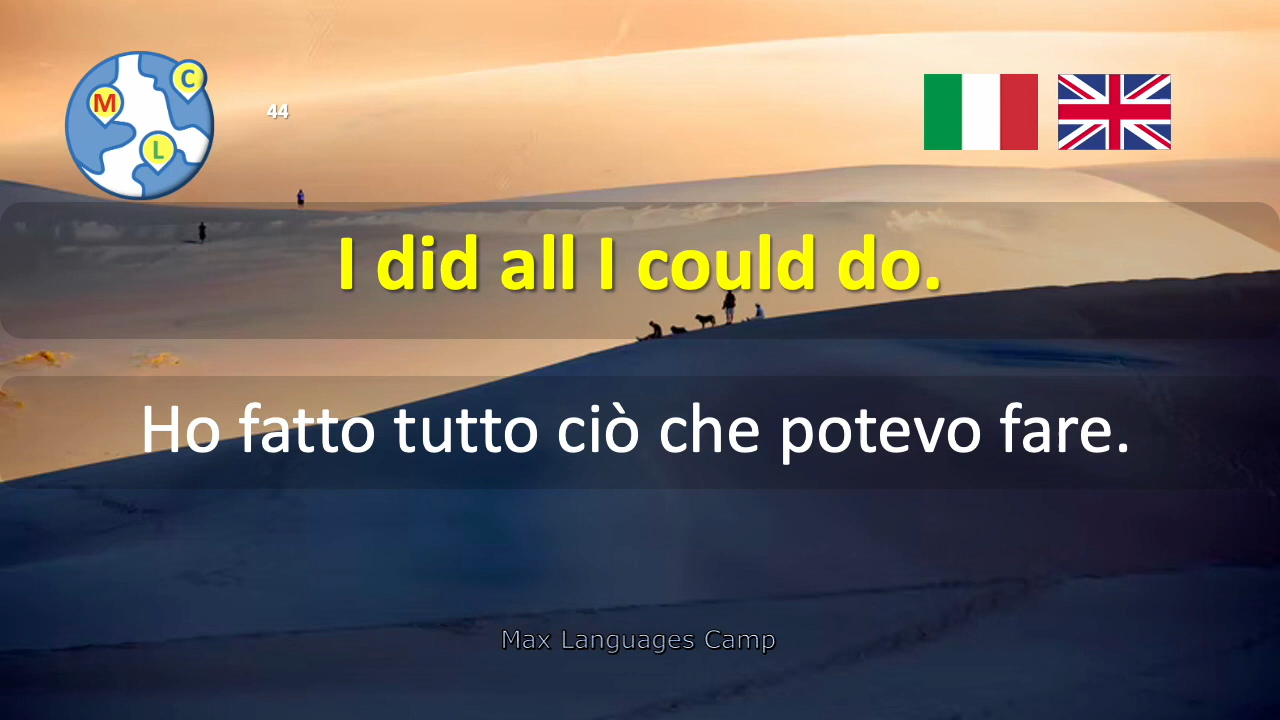 C
M
L
44
I did all I could do.
Ho fatto tutto ciò che potevo fare.
Max Languages Camp